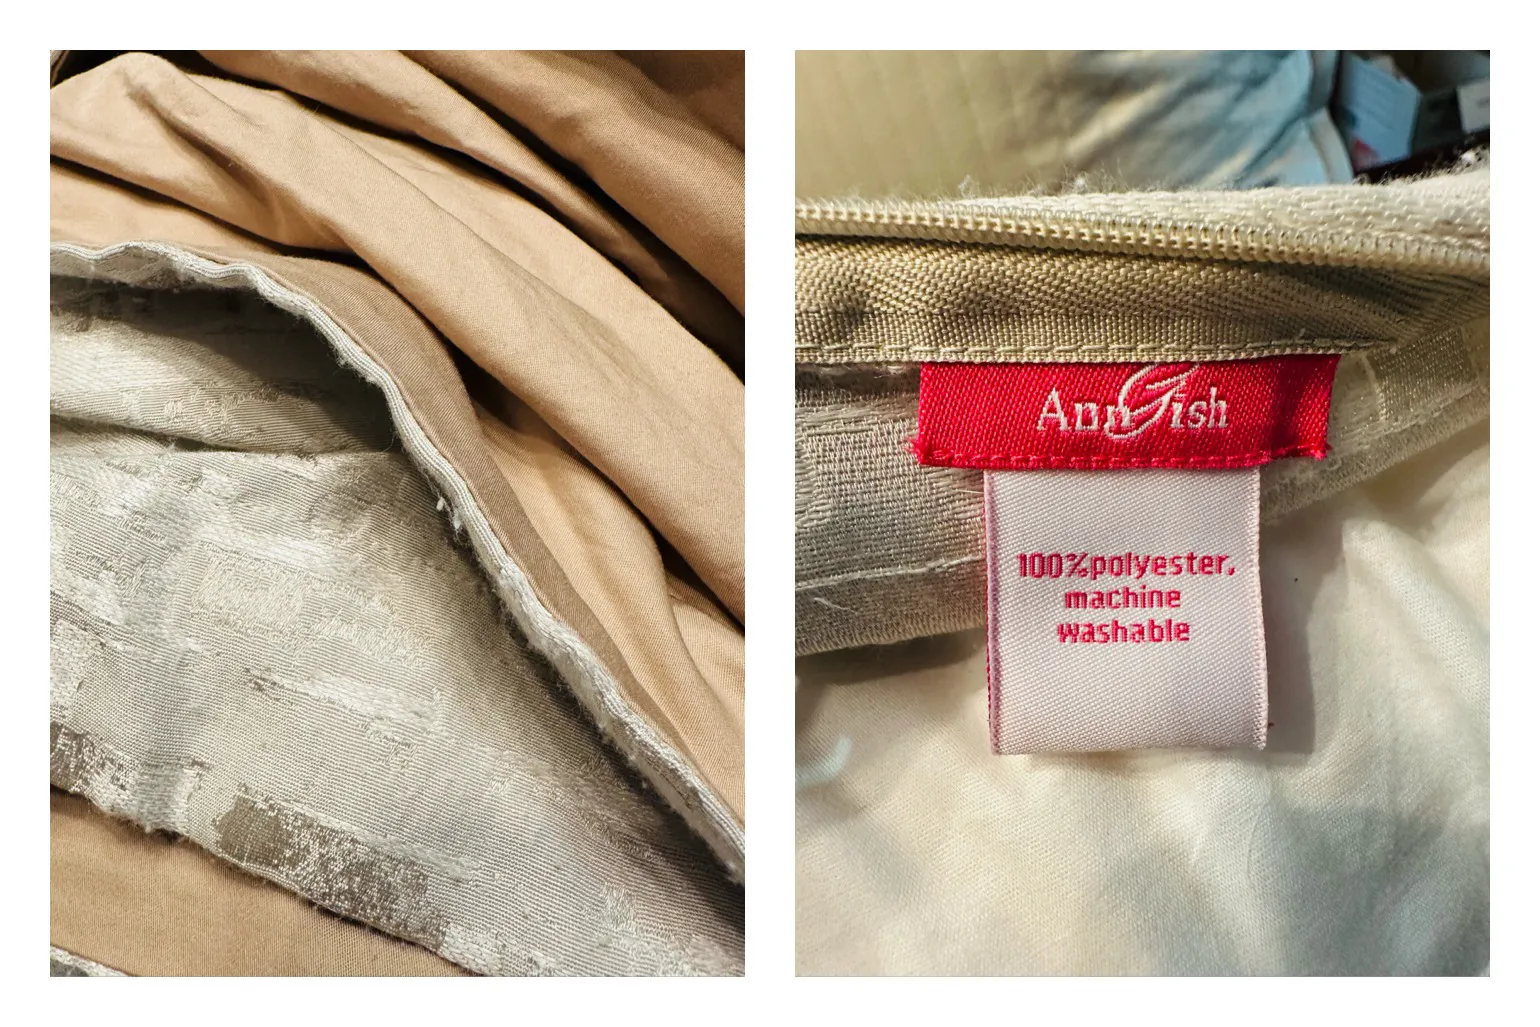 AnnGish
100%polyester.
machine
washable